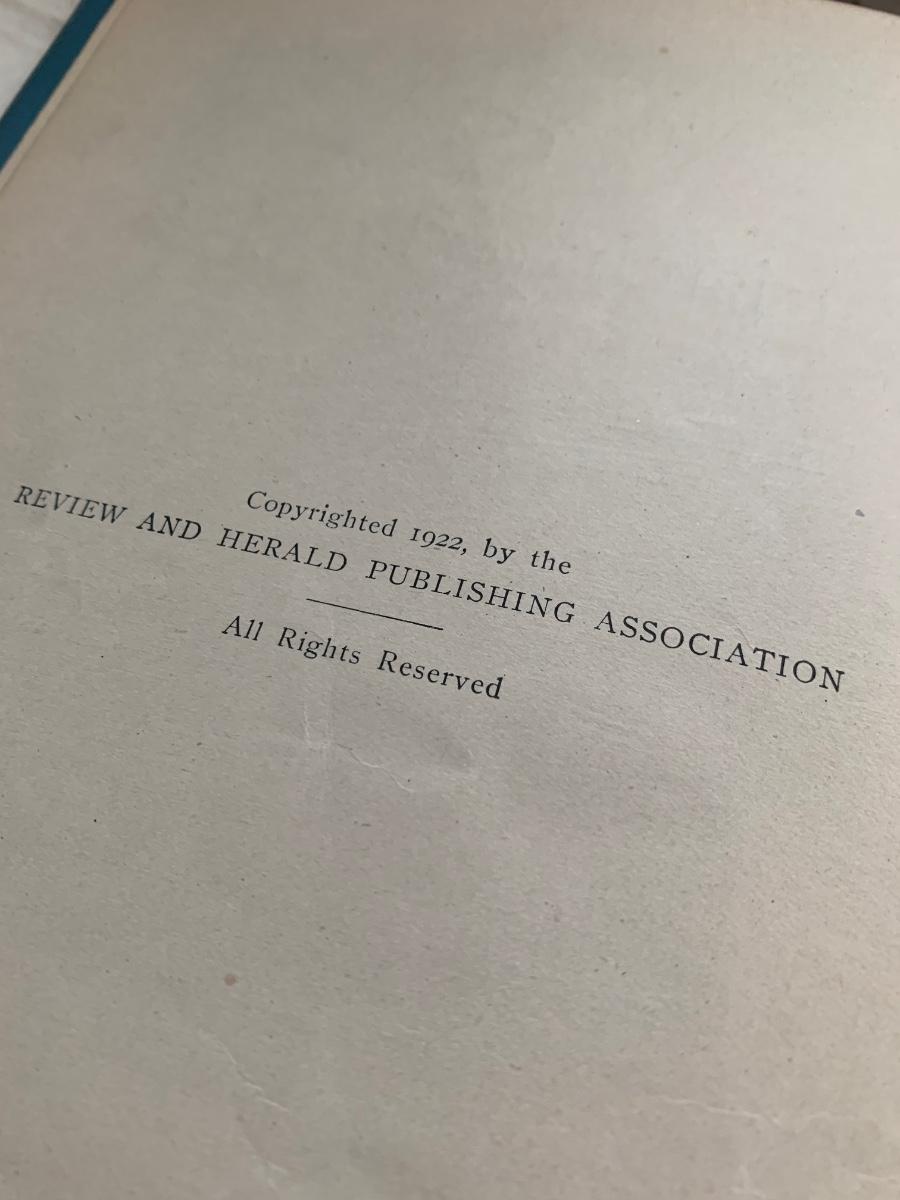 Copyrighted 1922, by the
REVIEW AND HERALD PUBLISHING ASSOCIATION
All Rights Reserved